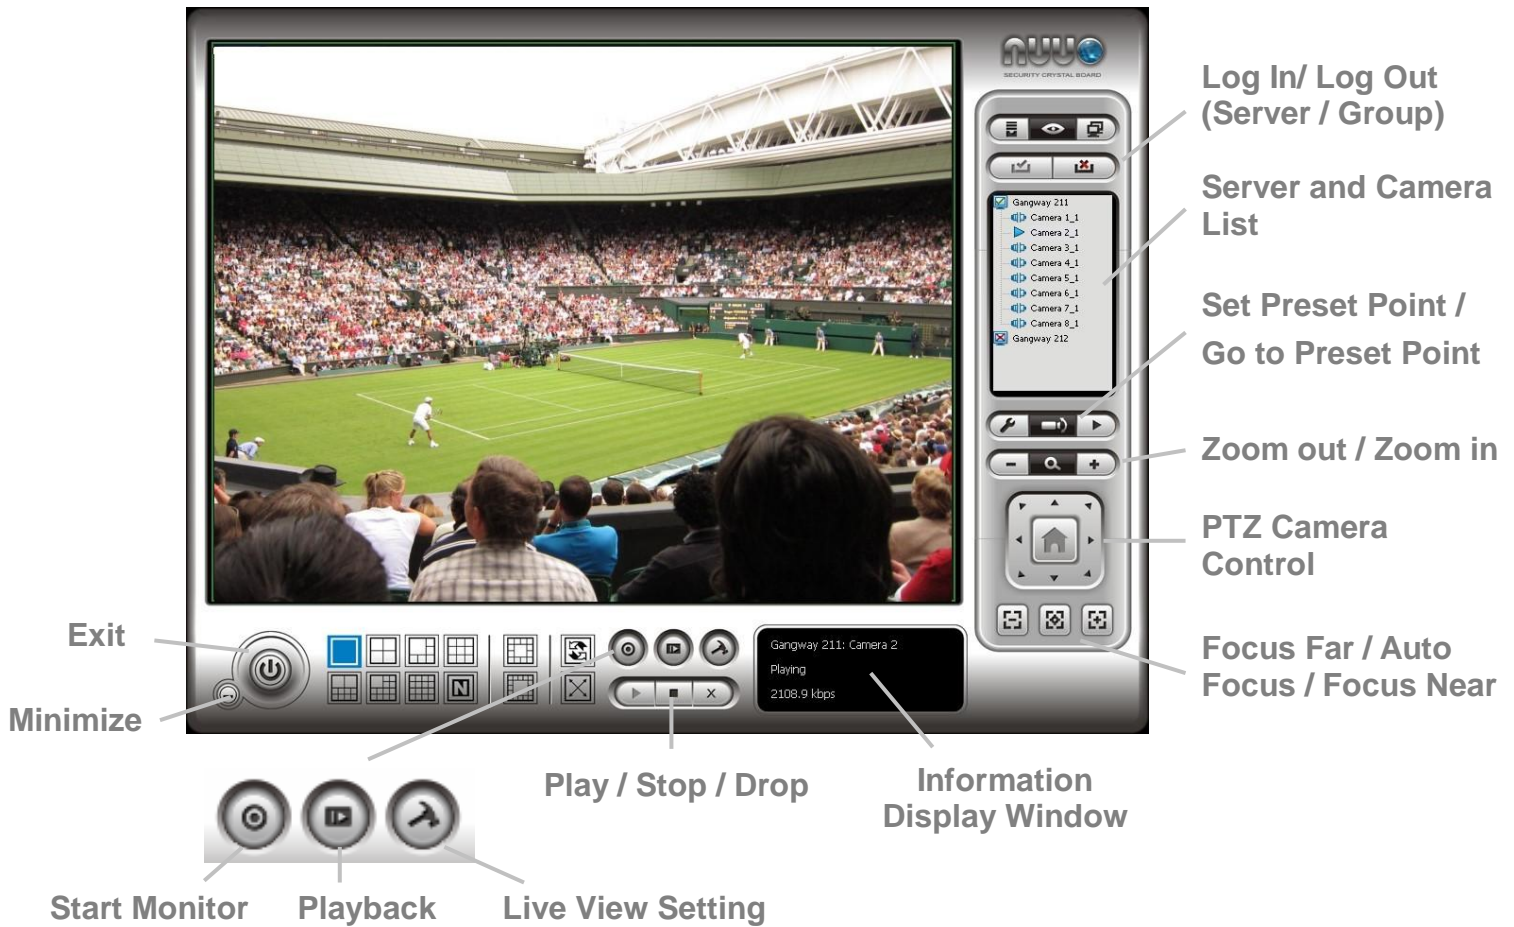 NUUO
SECURITY CRYSTAL BOARD
Log In/ Log Out
(Server / Group)
Gangway 211
Camera 1_1
Camera 2_1
Camera 3_1
Camera 4_1
Camera 5_1
Camera 6_1
Camera 7_1
Camera 8_1
Gangway 212
Server and Camera
List
Set Preset Point /
Go to Preset Point
Zoom out / Zoom in
PTZ Camera
Control
Focus Far / Auto
Focus / Focus Near
Exit
Minimize
N
X
Gangway 211: Camera 2
Playing
2108.9 kbps
Play / Stop / Drop
Information
Display Window
Start Monitor
Playback
Live View Setting